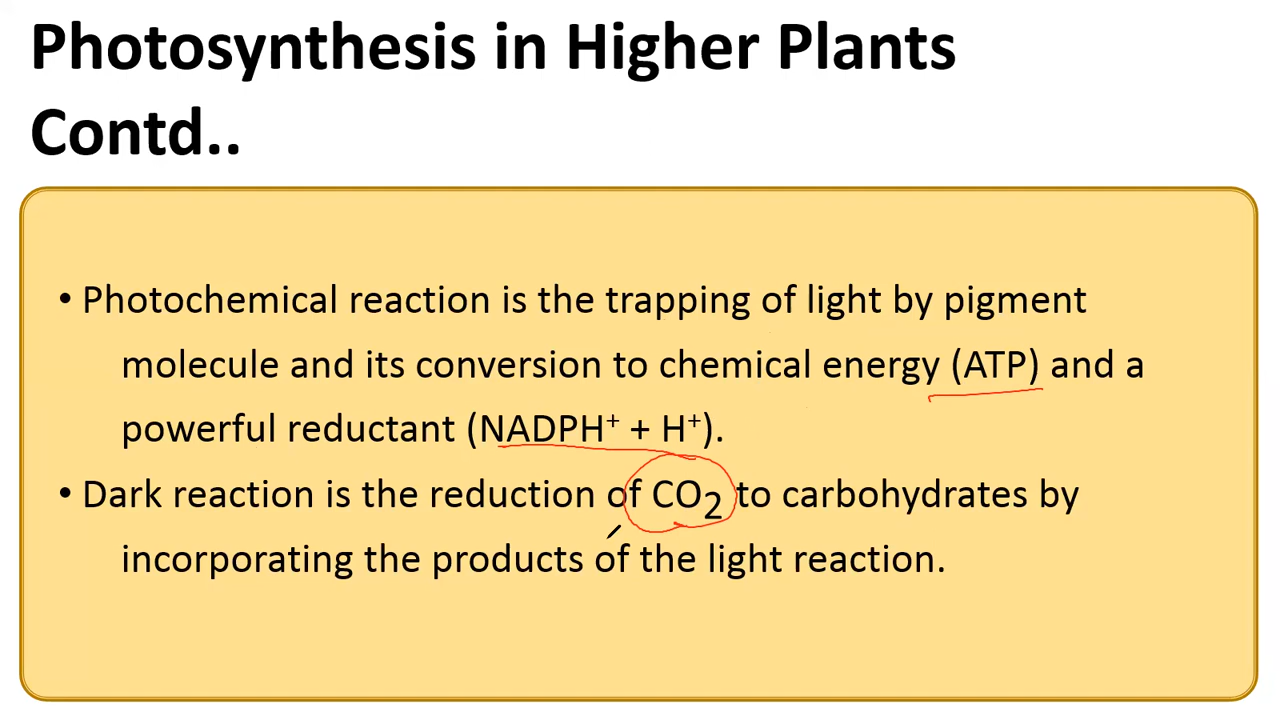 Photosynthesis in Higher Plants
Contd..
• Photochemical reaction is the trapping of light by pigment
molecule and its conversion to chemical energy (ATP) and a
powerful reductant (NADPH⁺ + H⁺).
• Dark reaction is the reduction of CO₂ to carbohydrates by
incorporating the products of the light reaction.